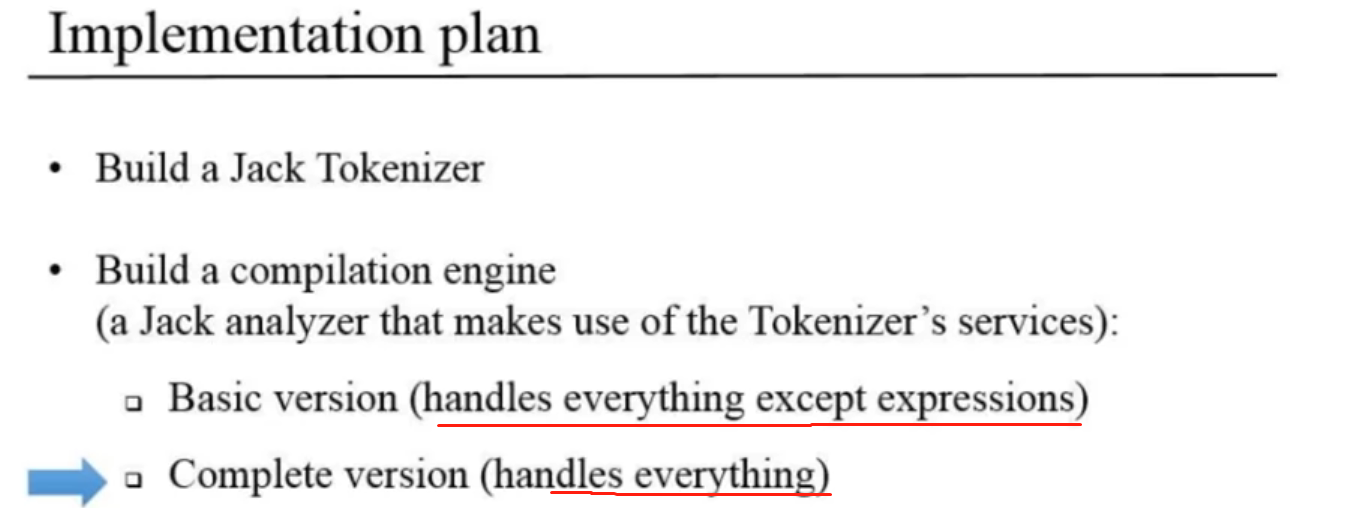 Implementation plan
• Build a Jack Tokenizer
• Build a compilation engine
(a Jack analyzer that makes use of the Tokenizer’s services):
❑ Basic version (handles everything except expressions)
❑ Complete version (handles everything)